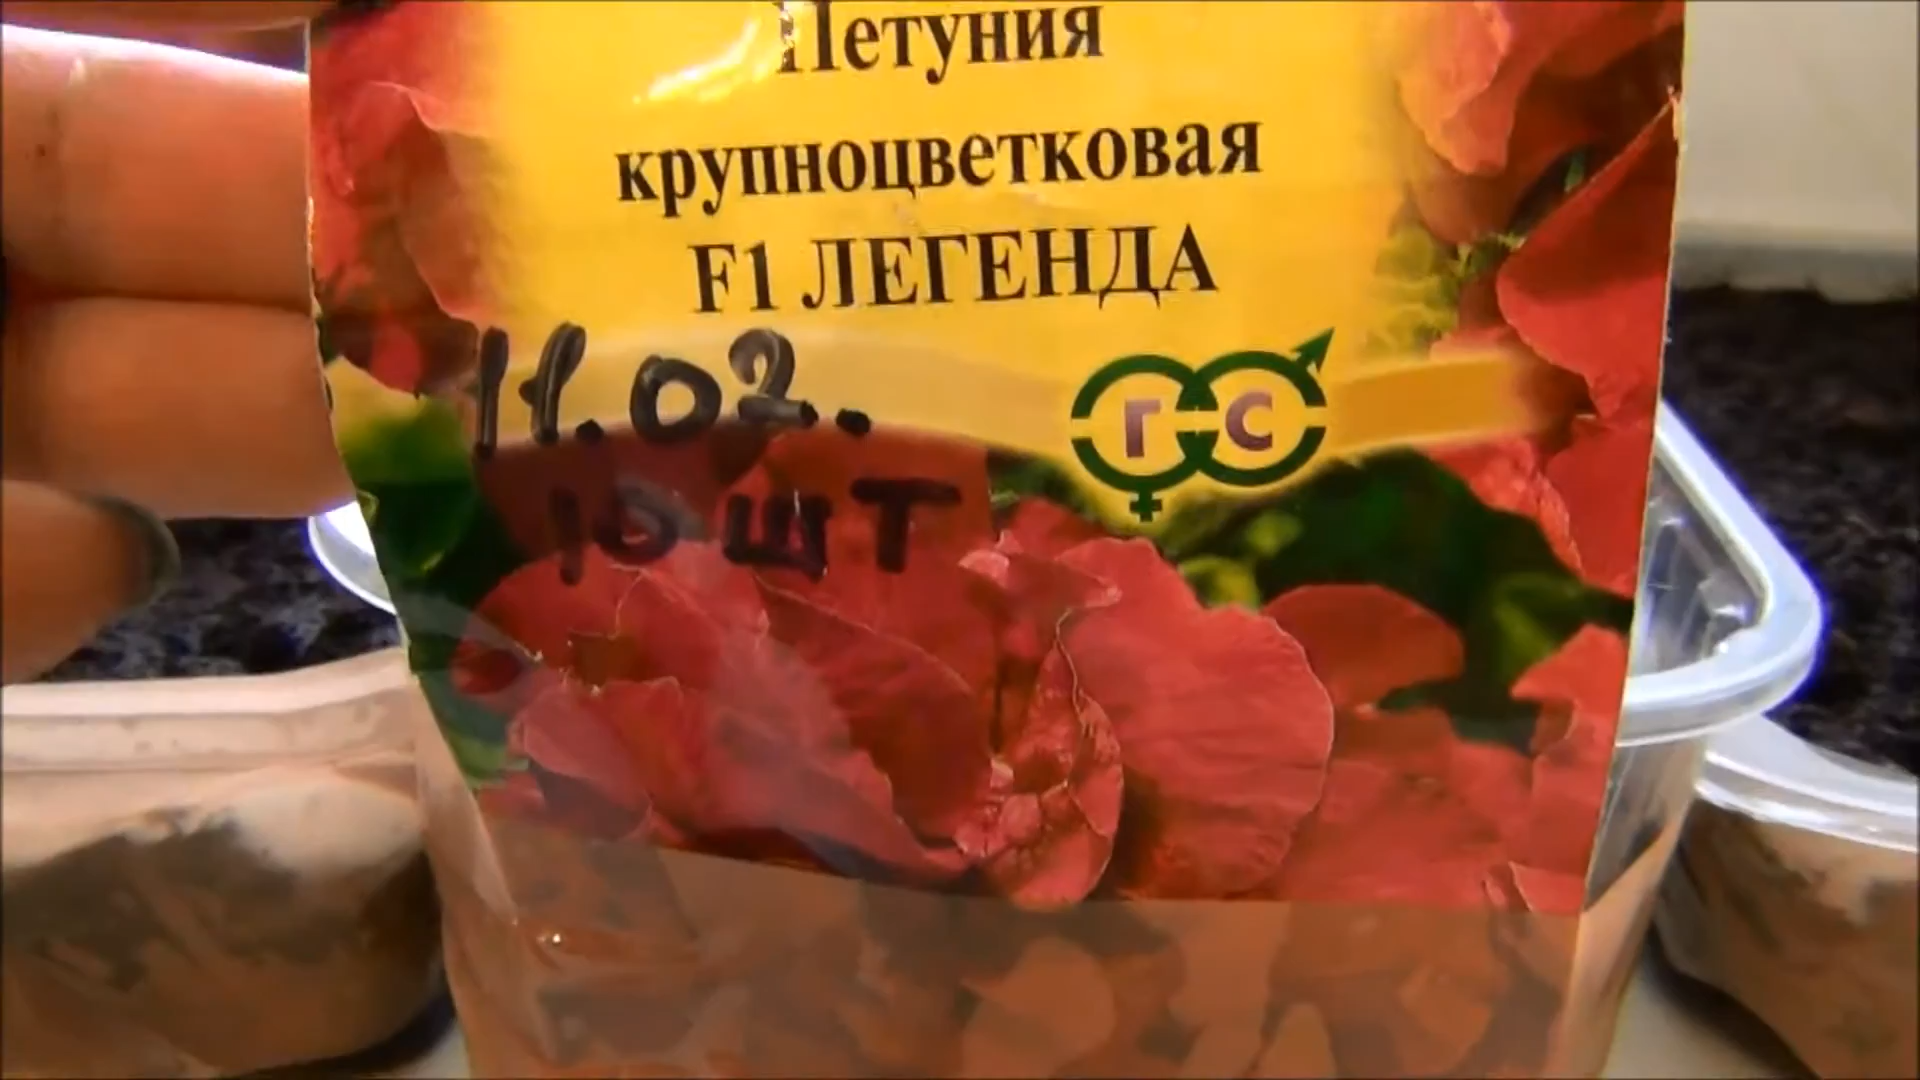 Петуния
крупноцветковая
F1 ЛЕГЕНДА
11.02.
ГС
10 шт